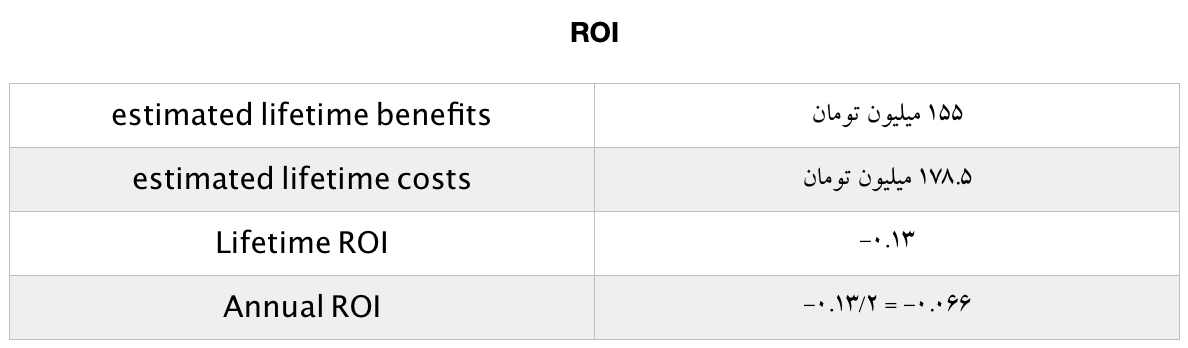 ROI
estimated lifetime benefits ۱۵۵ میلیون تومان
estimated lifetime costs ۱۷۸.۵ میلیون تومان
Lifetime ROI −۰.۱۳
Annual ROI −۰.۱۳/۲ = −۰.۰۶۶